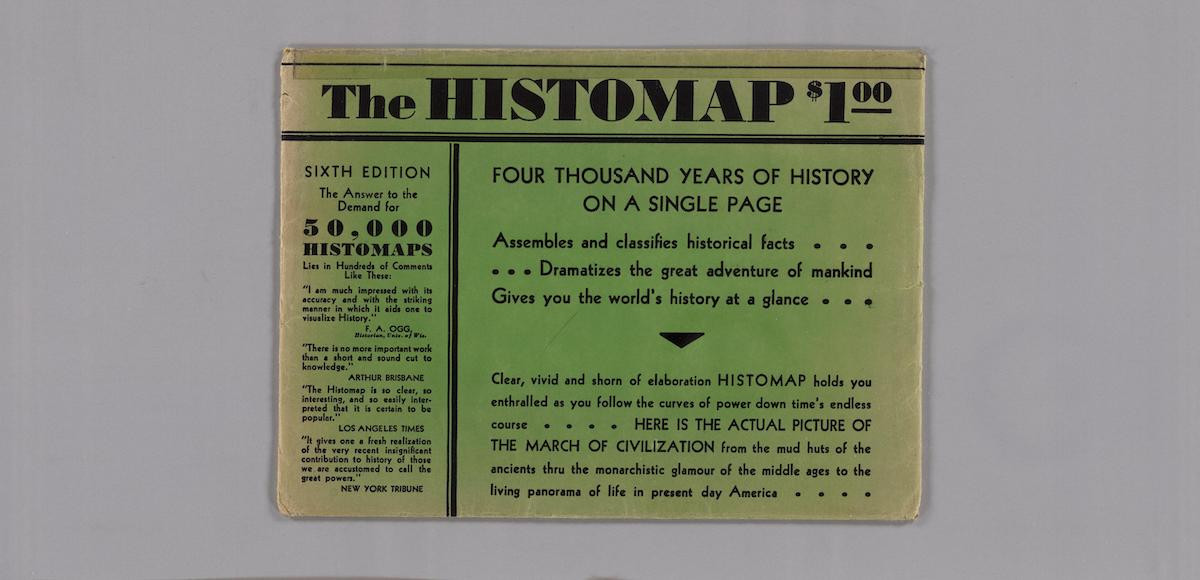 The HISTOMAP $1.00
SIXTH EDITION
The Answer to the
Demand for
50,000
HISTOMAPS
Lies in Hundreds of Comments
Like These:
"I am much impressed with its
accuracy and with the striking
manner in which it aids one to
visualize History."
F. A. OGG,
Historian, Univ. of Wis.
"There is no more important work
than a short and sound cut to
knowledge."
ARTHUR BRISBANE
"The Histomap is so clear, so
interesting, and so easily inter-
preted that it is certain to be
popular."
LOS ANGELES TIMES
"It gives one a fresh realization
of the very recent insignificant
contribution to history of those
we are accustomed to call the
great powers."
NEW YORK TRIBUNE
FOUR THOUSAND YEARS OF HISTORY
ON A SINGLE PAGE
Assembles and classifies historical facts . . .
. . . Dramatizes the great adventure of mankind
Gives you the world's history at a glance . . .
Clear, vivid and shorn of elaboration HISTOMAP holds you
enthralled as you follow the curves of power down time's endless
course . . . . HERE IS THE ACTUAL PICTURE OF
THE MARCH OF CIVILIZATION from the mud huts of the
ancients thru the monarchistic glamour of the middle ages to the
living panorama of life in present day America . . . .